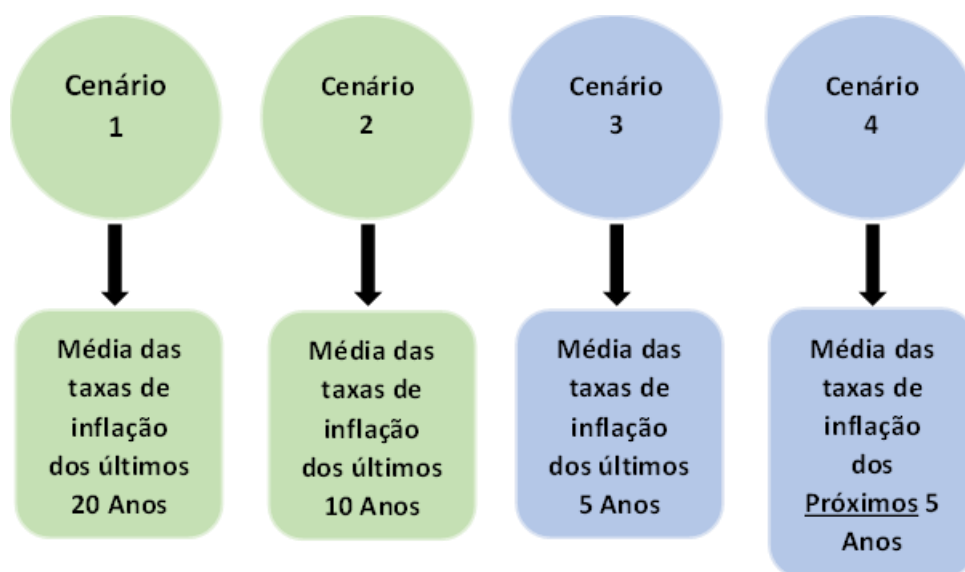 Cenário
1
Cenário
2
Cenário
3
Cenário
4
Média das
taxas de
inflação
dos últimos
20 Anos
Média das
taxas de
inflação
dos últimos
10 Anos
Média das
taxas de
inflação
dos últimos
5 Anos
Média das
taxas de
inflação
dos
Próximos 5
Anos